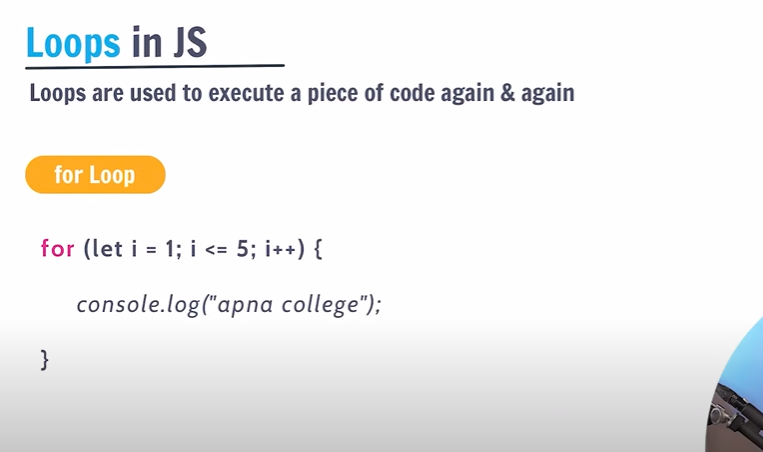 Loops in JS
Loops are used to execute a piece of code again & again
for Loop
for (let i = 1; i <= 5; i++) {
console.log("apna college");
}